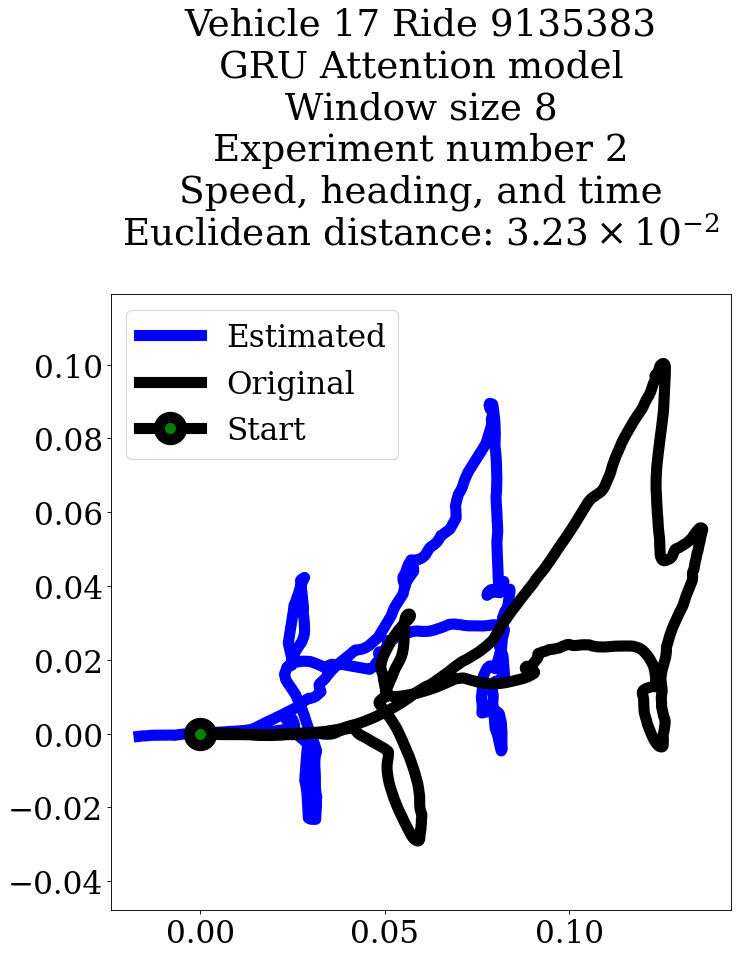 Vehicle 17 Ride 9135383
GRU Attention model
Window size 8
Experiment number 2
Speed, heading, and time
Euclidean distance: 3.23 × 10⁻²
Estimated
Original
Start
0.10
0.08
0.06
0.04
0.02
0.00
−0.02
−0.04
0.00 0.05 0.10